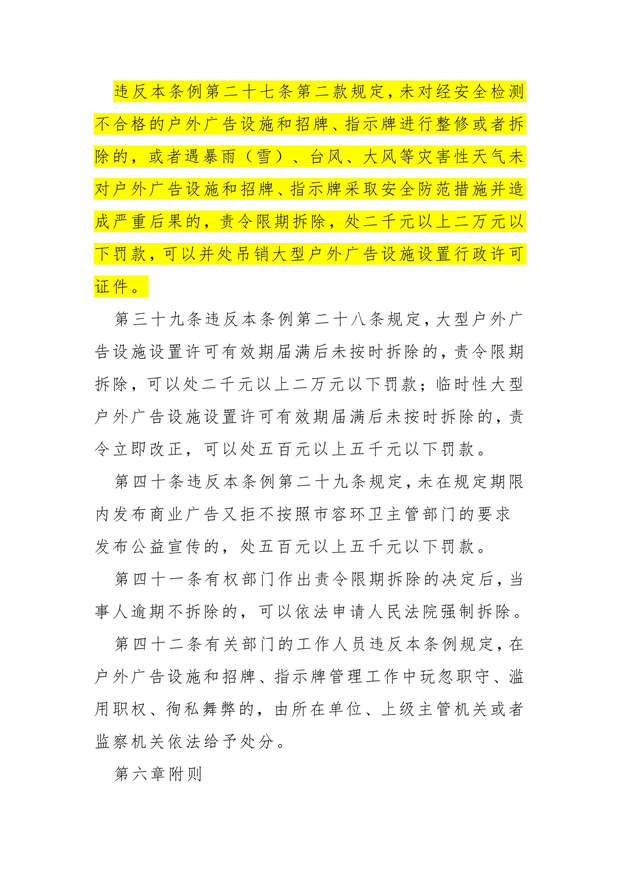 违反本条例第二十七条第二款规定，未对经安全检测
不合格的户外广告设施和招牌、指示牌进行整修或者拆
除的，或者遇暴雨（雪）、台风、大风等灾害性天气未
对户外广告设施和招牌、指示牌采取安全防范措施并造
成严重后果的，责令限期拆除，处二千元以上二万元以
下罚款，可以并处吊销大型户外广告设施设置行政许可
证件。
第三十九条违反本条例第二十八条规定，大型户外广
告设施设置许可有效期届满后未按时拆除的，责令限期
拆除，可以处二千元以上二万元以下罚款；临时性大型
户外广告设施设置许可有效期届满后未按时拆除的，责
令立即改正，可以处五百元以上五千元以下罚款。
第四十条违反本条例第二十九条规定，未在规定期限
内发布商业广告又拒不按照市容环卫主管部门的要求
发布公益宣传的，处五百元以上五千元以下罚款。
第四十一条有权部门作出责令限期拆除的决定后，当
事人逾期不拆除的，可以依法申请人民法院强制拆除。
第四十二条有关部门的工作人员违反本条例规定，在
户外广告设施和招牌、指示牌管理工作中玩忽职守、滥
用职权、徇私舞弊的，由所在单位、上级主管机关或者
监察机关依法给予处分。
第六章附则